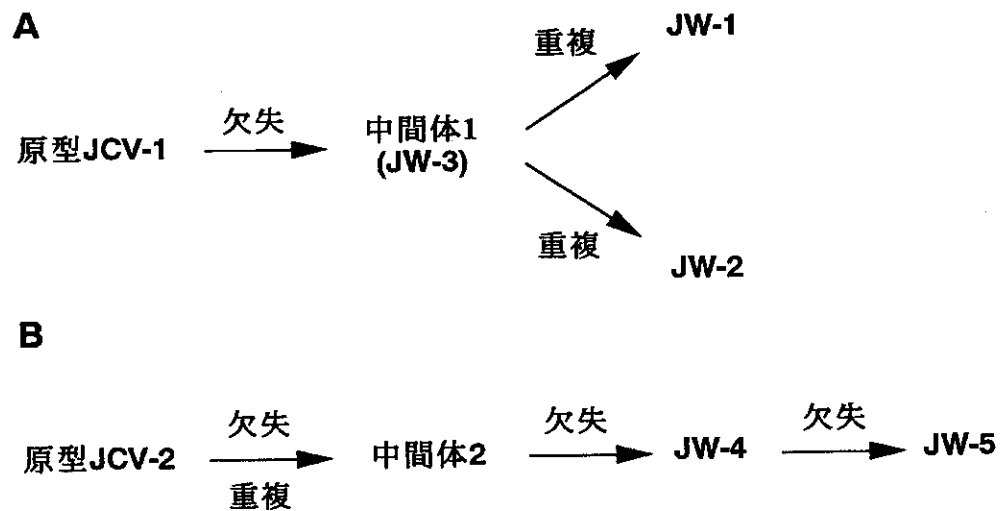 A
原型JCV-1
欠失
中間体1
(JW-3)
重複
JW-1
重複
JW-2
B
原型JCV-2
欠失
重複
中間体2
欠失
JW-4
欠失
JW-5